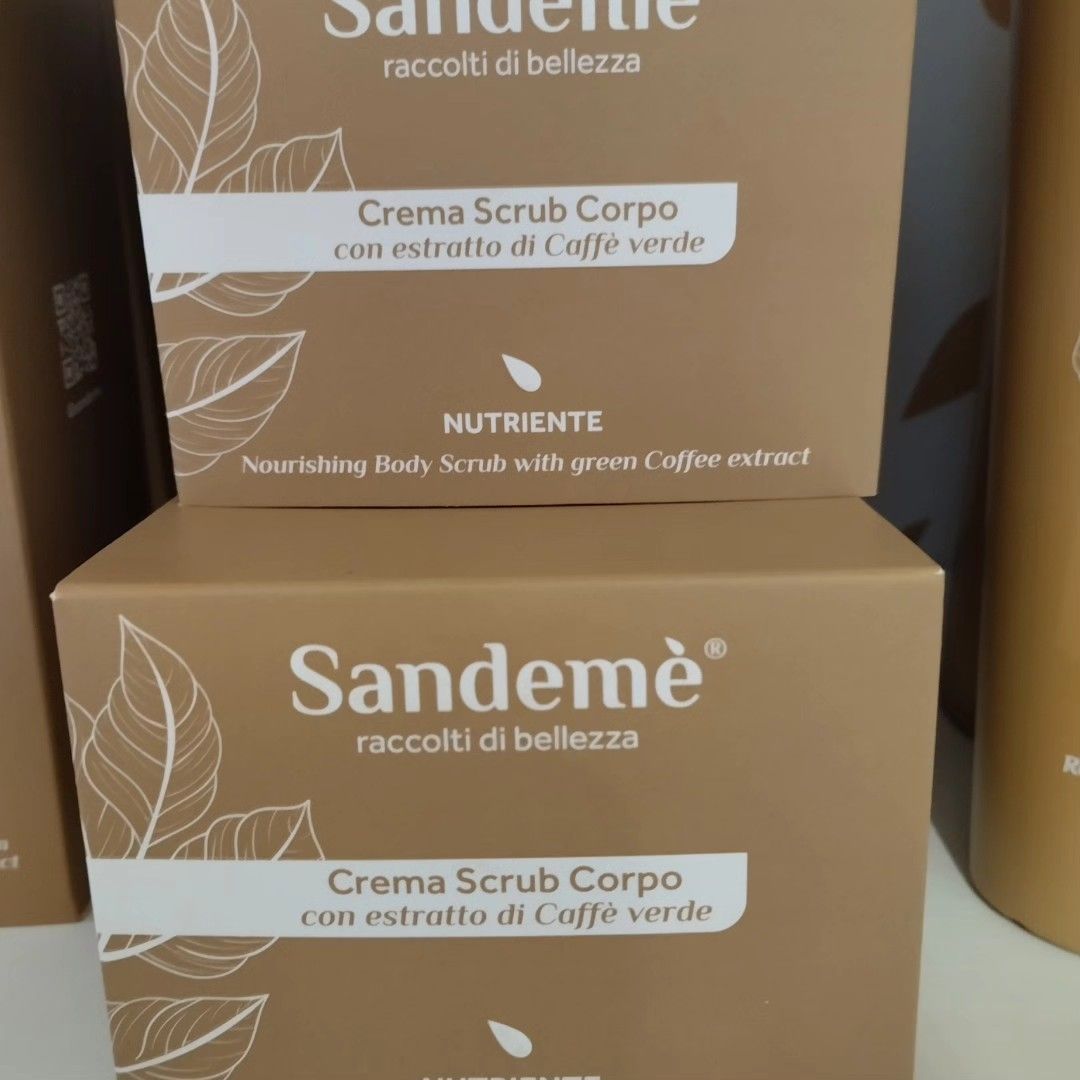 Sandemè
raccolti di bellezza
Crema Scrub Corpo
con estratto di Caffè verde
NUTRIENTE
Nourishing Body Scrub with green Coffee extract
Sandemè®
raccolti di bellezza
Crema Scrub Corpo
con estratto di Caffè verde
NUTRIENTE